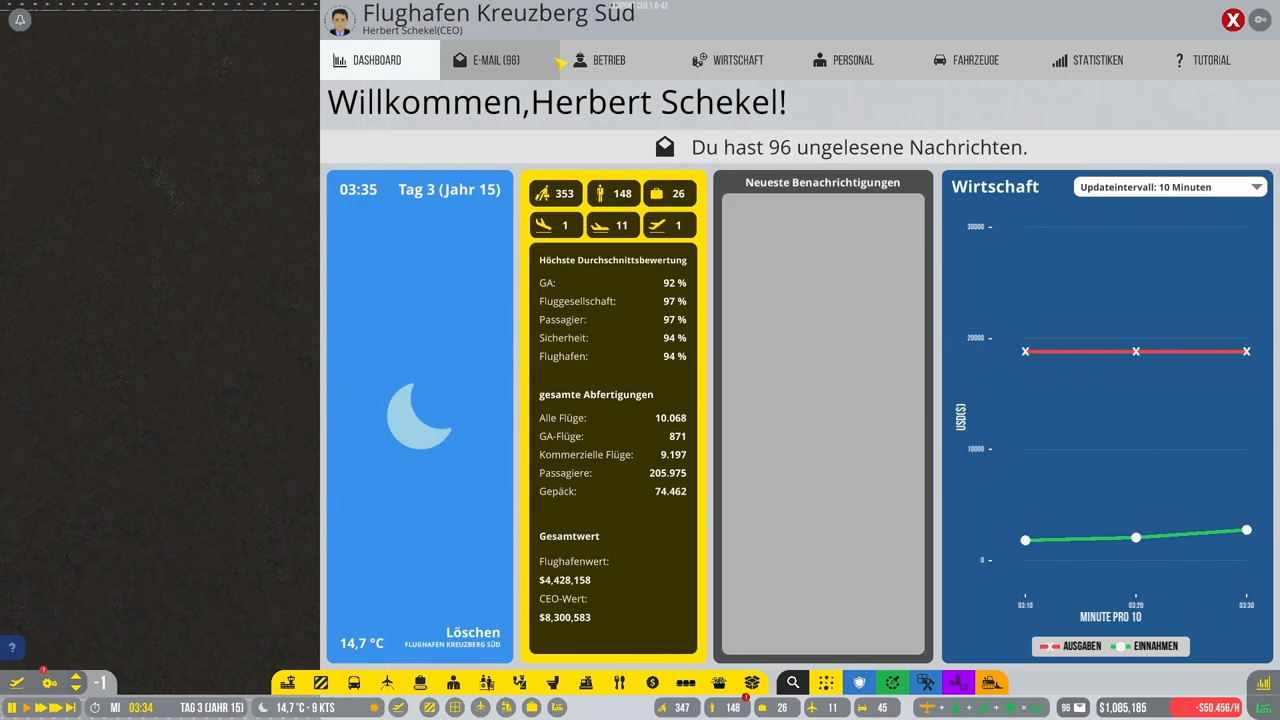 Flughafen Kreuzberg Süd
Herbert Schekel(CEO)
DASHBOARD
E-MAIL (96)
BETRIEB
WIRTSCHAFT
PERSONAL
FAHRZEUGE
STATISTIKEN
? TUTORIAL
Willkommen,Herbert Schekel!
Du hast 96 ungelesene Nachrichten.
03:35 Tag 3 (Jahr 15)
14,7 °C
Löschen
FLUGHAFEN KREUZBERG SÜD
353 148 26
1 11 1
Höchste Durchschnittsbewertung
GA: 92 %
Fluggesellschaft: 97 %
Passagier: 97 %
Sicherheit: 94 %
Flughafen: 94 %
gesamte Abfertigungen
Alle Flüge: 10.068
GA-Flüge: 871
Kommerzielle Flüge: 9.197
Passagiere: 205.975
Gepäck: 74.462
Gesamtwert
Flughafenwert:
$4,428,158
CEO-Wert:
$8,300,583
Neueste Benachrichtigungen
Wirtschaft
Updateintervall: 10 Minuten
30000
20000
10000
0
USD($)
03:10 03:20 03:30
MINUTE PRO 10
AUSGABEN EINNAHMEN
?
-1
MI 03:34 TAG 3 (JAHR 15)
14,7 °C - 9 KTS
347 148 26 11 45
96 $1,085,185 -$50,456/H